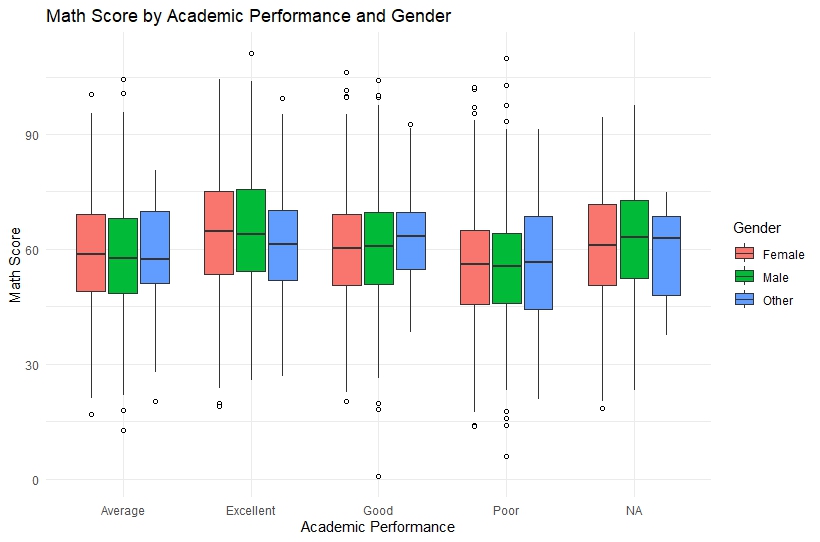 Math Score by Academic Performance and Gender
Math Score
90
60
30
0
Average Excellent Good Poor NA
Academic Performance
Gender
Female
Male
Other